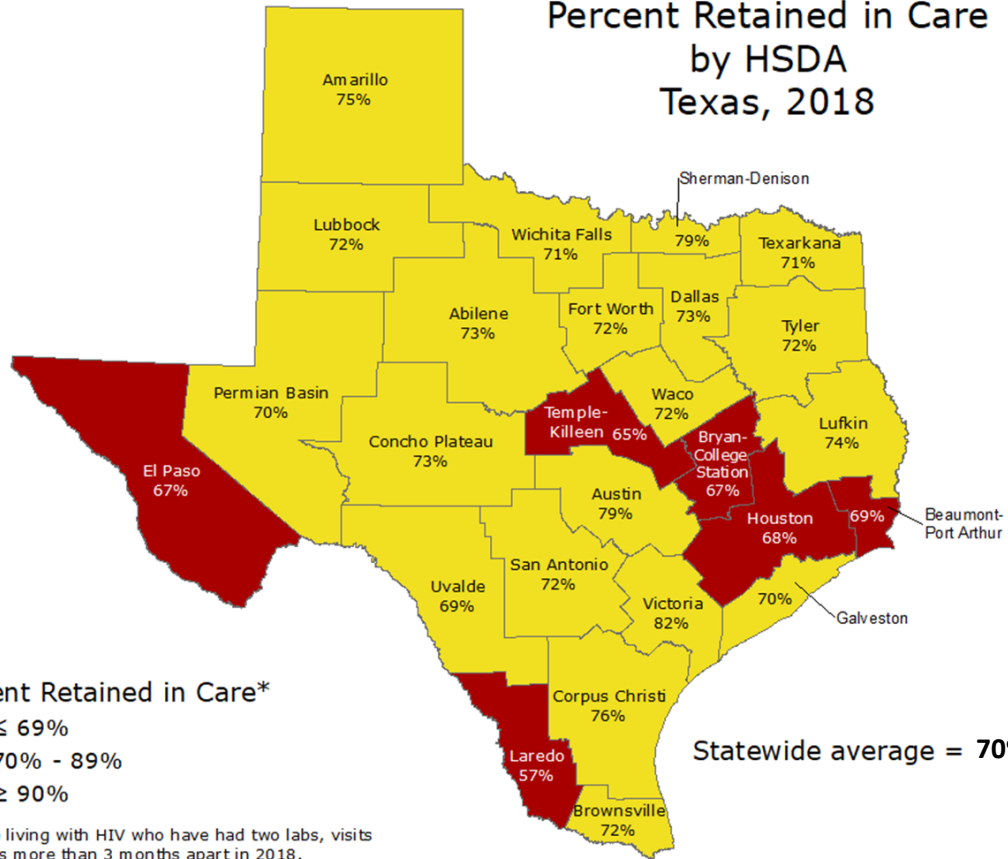 Percent Retained in Care
by HSDA
Texas, 2018
Amarillo
75%
Sherman-Denison
Lubbock
72%
Wichita Falls
71%
79%
Texarkana
71%
Abilene
73%
Fort Worth
72%
Dallas
73%
Tyler
72%
Permian Basin
70%
Concho Plateau
73%
Temple-
Killeen 65%
Waco
72%
Bryan-
College
Station
67%
Lufkin
74%
El Paso
67%
Austin
79%
Houston
68%
69%
Beaumont-
Port Arthur
San Antonio
72%
Uvalde
69%
Victoria
82%
70%
Galveston
Corpus Christi
76%
Laredo
57%
Brownsville
72%
Statewide average = 70
ent Retained in Care*
≤ 69%
70% - 89%
≥ 90%
living with HIV who have had two labs, visits
s more than 3 months apart in 2018.